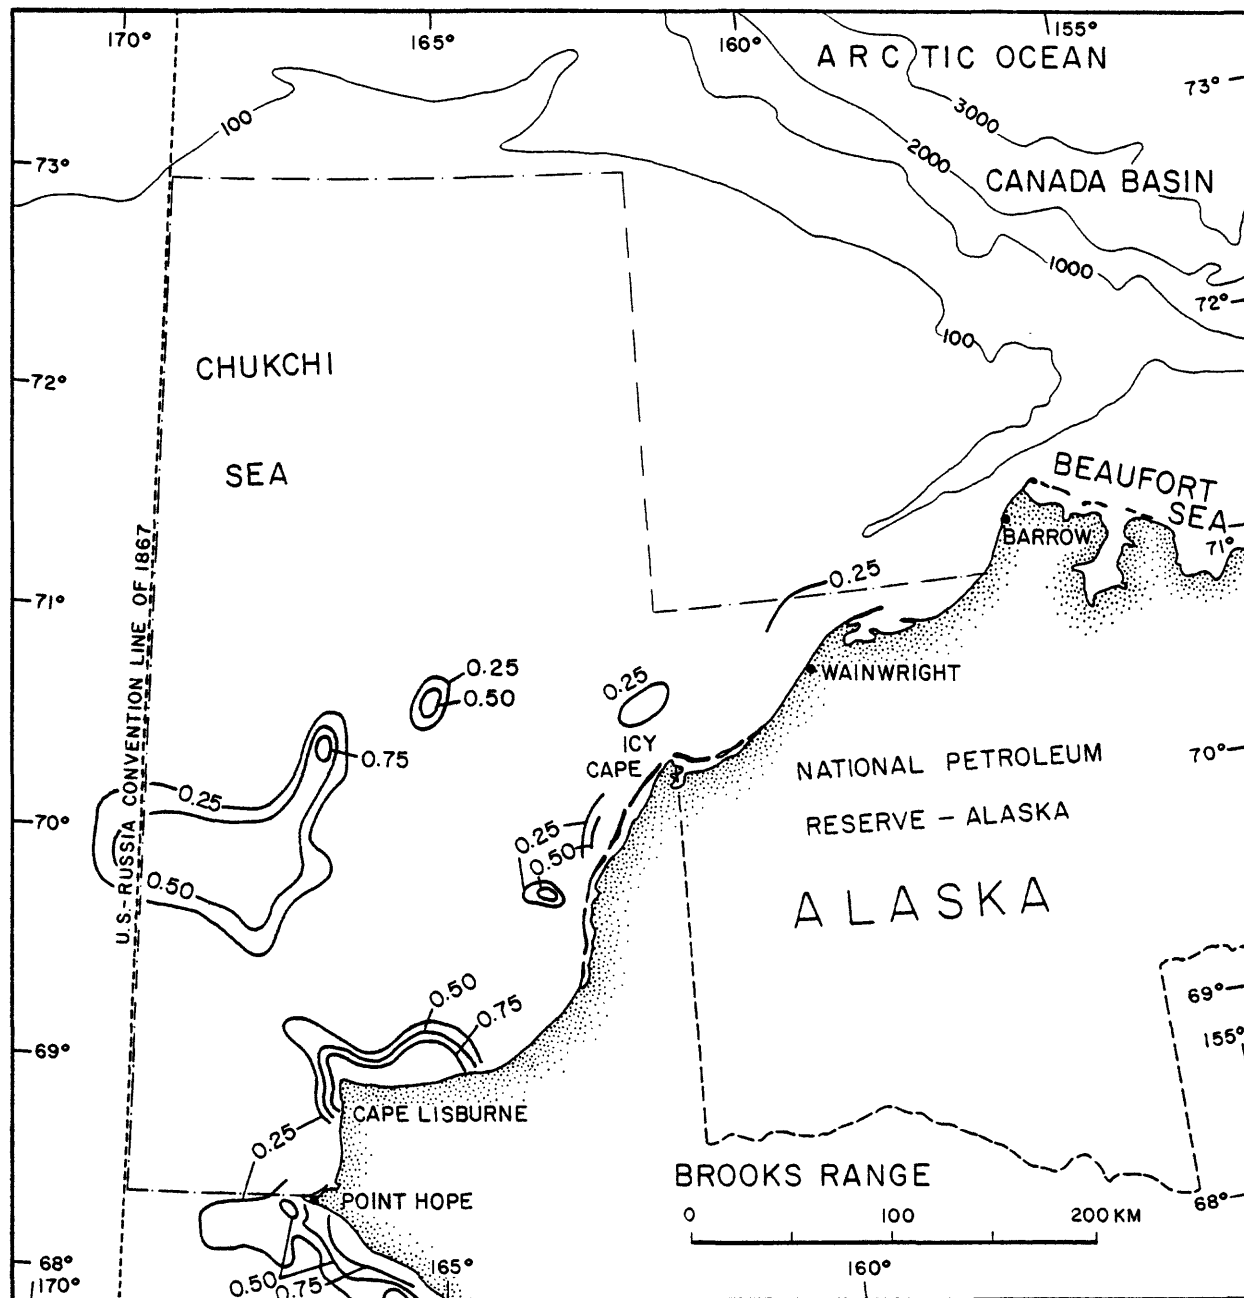 170°
165°
160°
155°
ARCTIC OCEAN
73°
3000
100
2000
73°
CANADA BASIN
1000
72°
100
CHUKCHI
72°
SEA
BEAUFORT
SEA
71°
BARROW
0.25
71°
U.S.-RUSSIA CONVENTION LINE OF 1867
0.25
0.50
0.25
WAINWRIGHT
ICY
CAPE
0.75
NATIONAL PETROLEUM
70°
0.25
RESERVE – ALASKA
70°
0.25
0.50
0.50
ALASKA
0.50
0.75
69°
69°
155°
CAPE LISBURNE
0.25
BROOKS RANGE
68°
POINT HOPE
0 100 200 KM
68°
170°
0.50
0.75
165°
160°